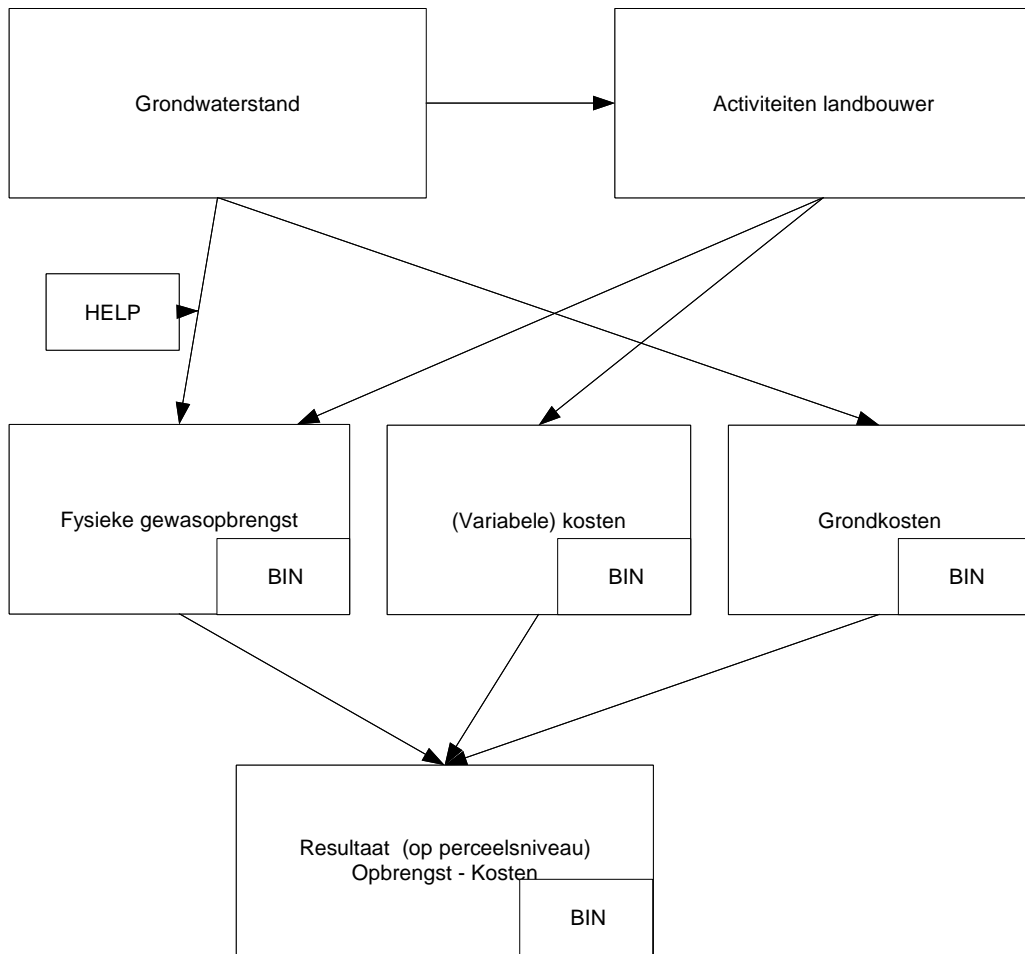 Grondwaterstand
Activiteiten landbouwer
HELP
Fysieke gewasopbrengst
BIN
(Variabele) kosten
BIN
Grondkosten
BIN
Resultaat (op perceelsniveau)
Opbrengst - Kosten
BIN